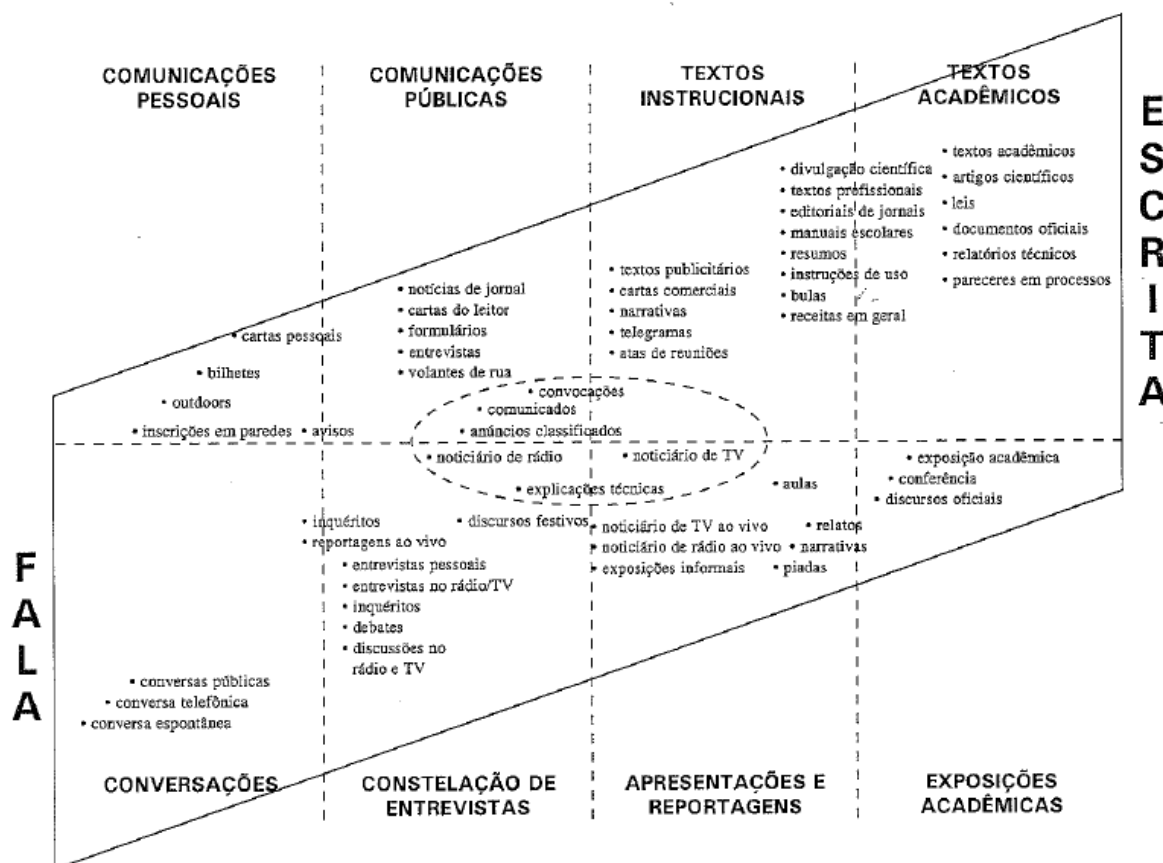 COMUNICAÇÕES
PESSOAIS
COMUNICAÇÕES
PÚBLICAS
TEXTOS
INSTRUCIONAIS
TEXTOS
ACADÊMICOS
ESCRITA
• textos acadêmicos
• artigos científicos
• leis
• documentos oficiais
• relatórios técnicos
• pareceres em processos
• divulgação científica
• textos profissionais
• editoriais de jornais
• manuais escolares
• resumos
• instruções de uso
• bulas
• receitas em geral
• textos publicitários
• cartas comerciais
• narrativas
• telegramas
• atas de reuniões
• notícias de jornal
• cartas do leitor
• formulários
• entrevistas
• volantes de rua
• cartas pessoais
• bilhetes
• outdoors
• inscrições em paredes
• avisos
• convocações
• comunicados
• anúncios classificados
• noticiário de rádio
• noticiário de TV
• explicações técnicas
• aulas
• exposição acadêmica
• conferência
• discursos oficiais
• inquéritos
• reportagens ao vivo
• discursos festivos
• noticiário de TV ao vivo
• noticiário de rádio ao vivo
• exposições informais
• relatos
• narrativas
• piadas
• entrevistas pessoais
• entrevistas no rádio/TV
• inquéritos
• debates
• discussões no
rádio e TV
FALA
• conversas públicas
• conversa telefônica
• conversa espontânea
CONVERSAÇÕES
CONSTELAÇÃO DE
ENTREVISTAS
APRESENTAÇÕES E
REPORTAGENS
EXPOSIÇÕES
ACADÊMICAS